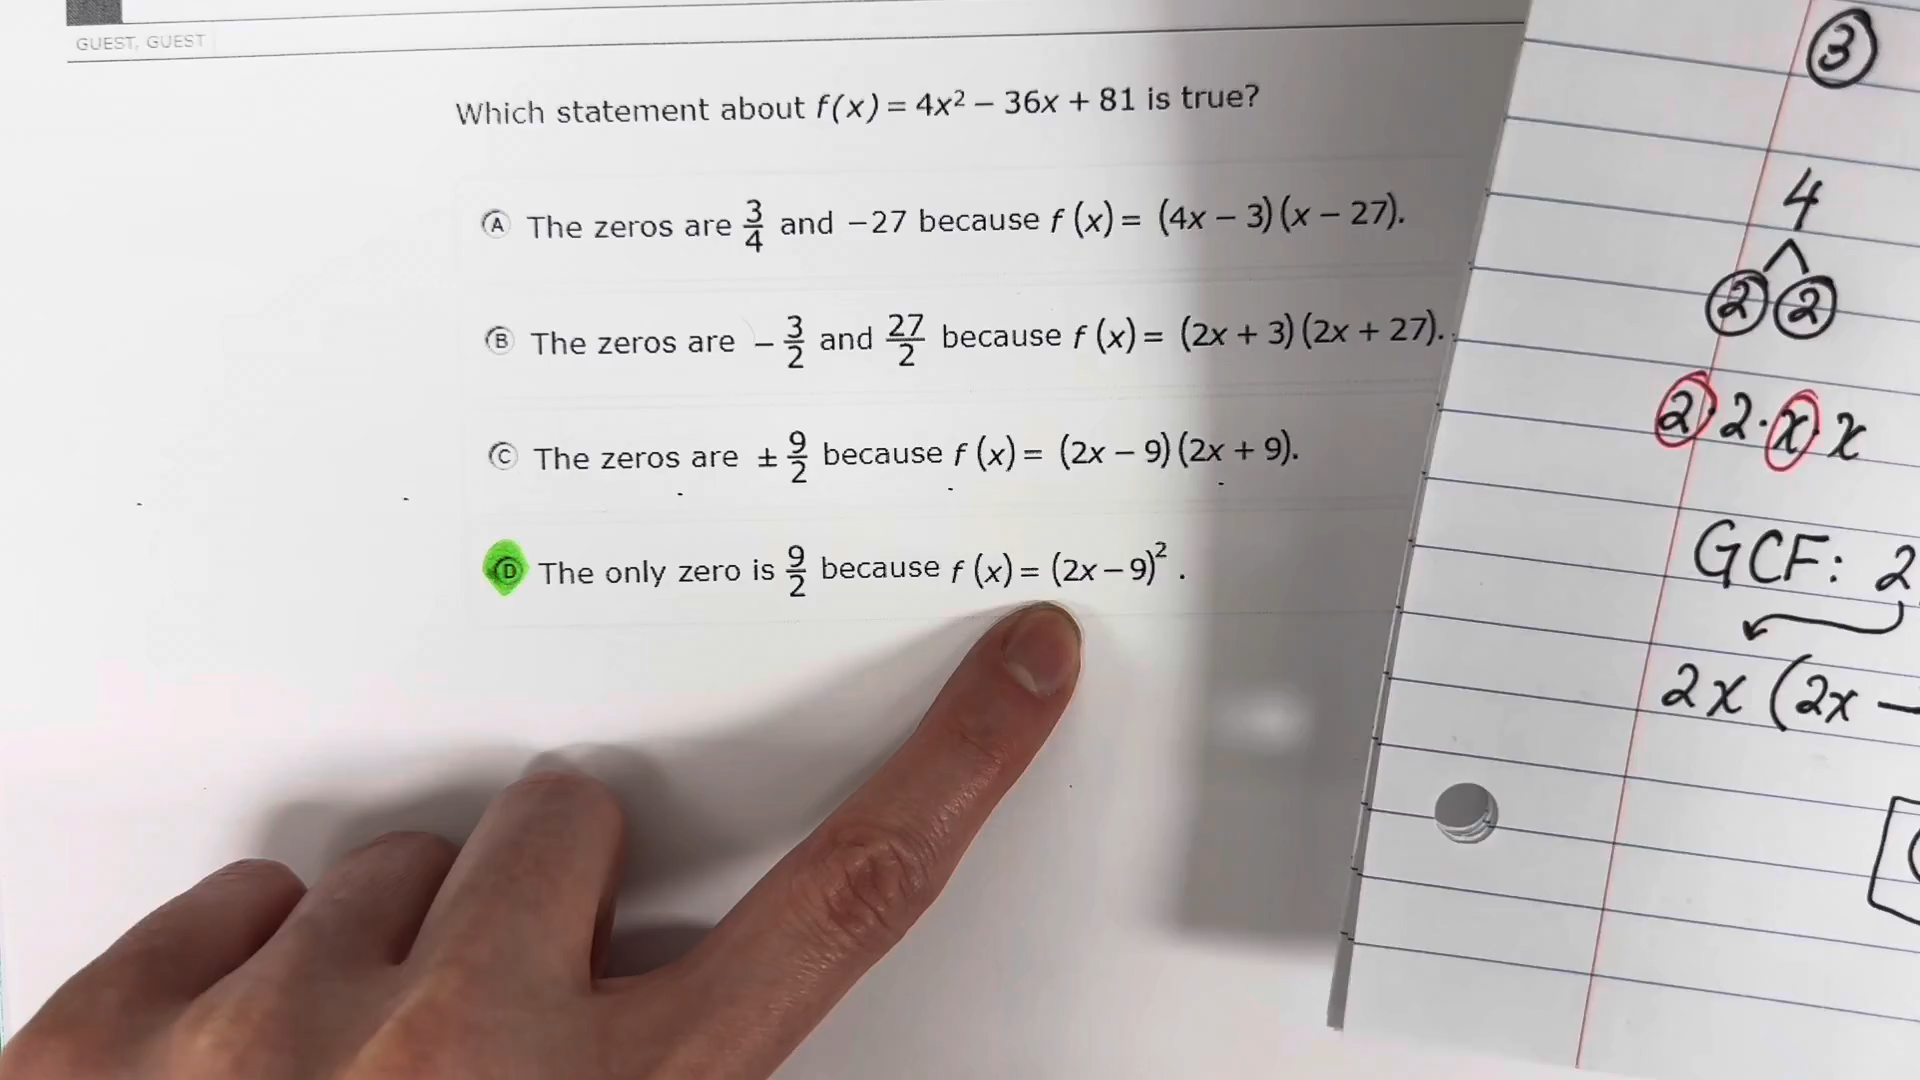 GUEST, GUEST
Which statement about f(x) = 4x² – 36x + 81 is true?
Ⓐ The zeros are 3/4 and –27 because f (x) = (4x – 3)(x – 27).
Ⓑ The zeros are – 3/2 and 27/2 because f (x) = (2x + 3)(2x + 27).
Ⓒ The zeros are ± 9/2 because f (x) = (2x – 9)(2x + 9).
Ⓓ The only zero is 9/2 because f (x) = (2x – 9)².
③
4
② ②
2·2·x·x
GCF: 2
2x (2x –